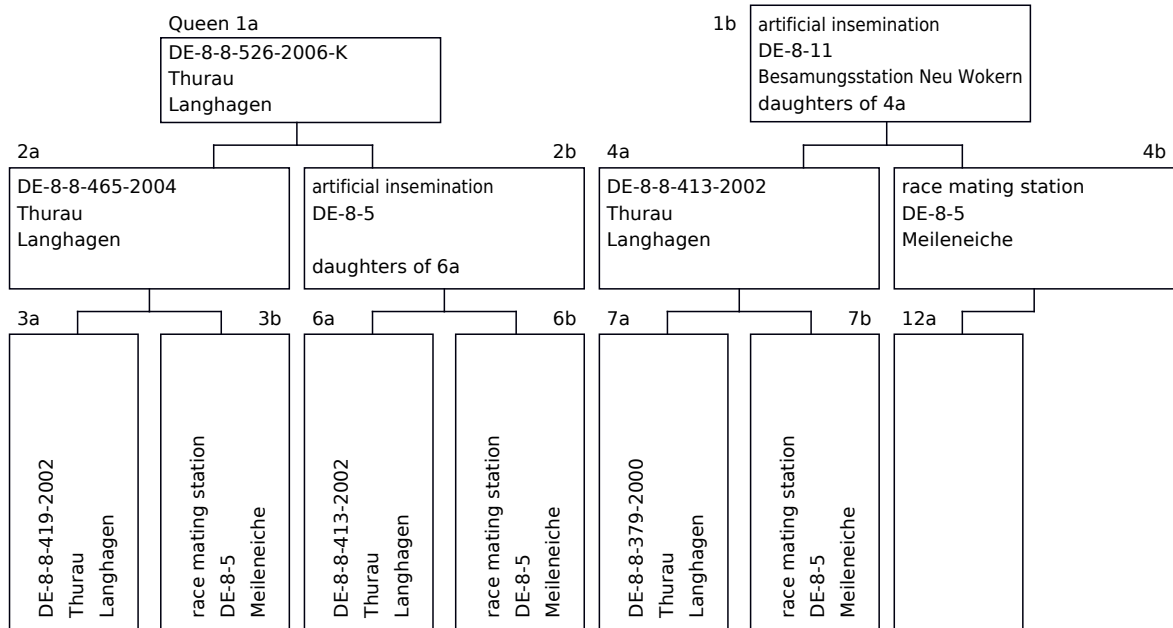 Queen 1a
DE-8-8-526-2006-K
Thurau
Langhagen
1b
artificial insemination
DE-8-11
Besamungsstation Neu Wokern
daughters of 4a
2a
DE-8-8-465-2004
Thurau
Langhagen
2b
artificial insemination
DE-8-5
daughters of 6a
4a
DE-8-8-413-2002
Thurau
Langhagen
4b
race mating station
DE-8-5
Meileneiche
3a
DE-8-8-419-2002
Thurau
Langhagen
3b
race mating station
DE-8-5
Meileneiche
6a
DE-8-8-413-2002
Thurau
Langhagen
6b
race mating station
DE-8-5
Meileneiche
7a
DE-8-8-379-2000
Thurau
Langhagen
7b
race mating station
DE-8-5
Meileneiche
12a